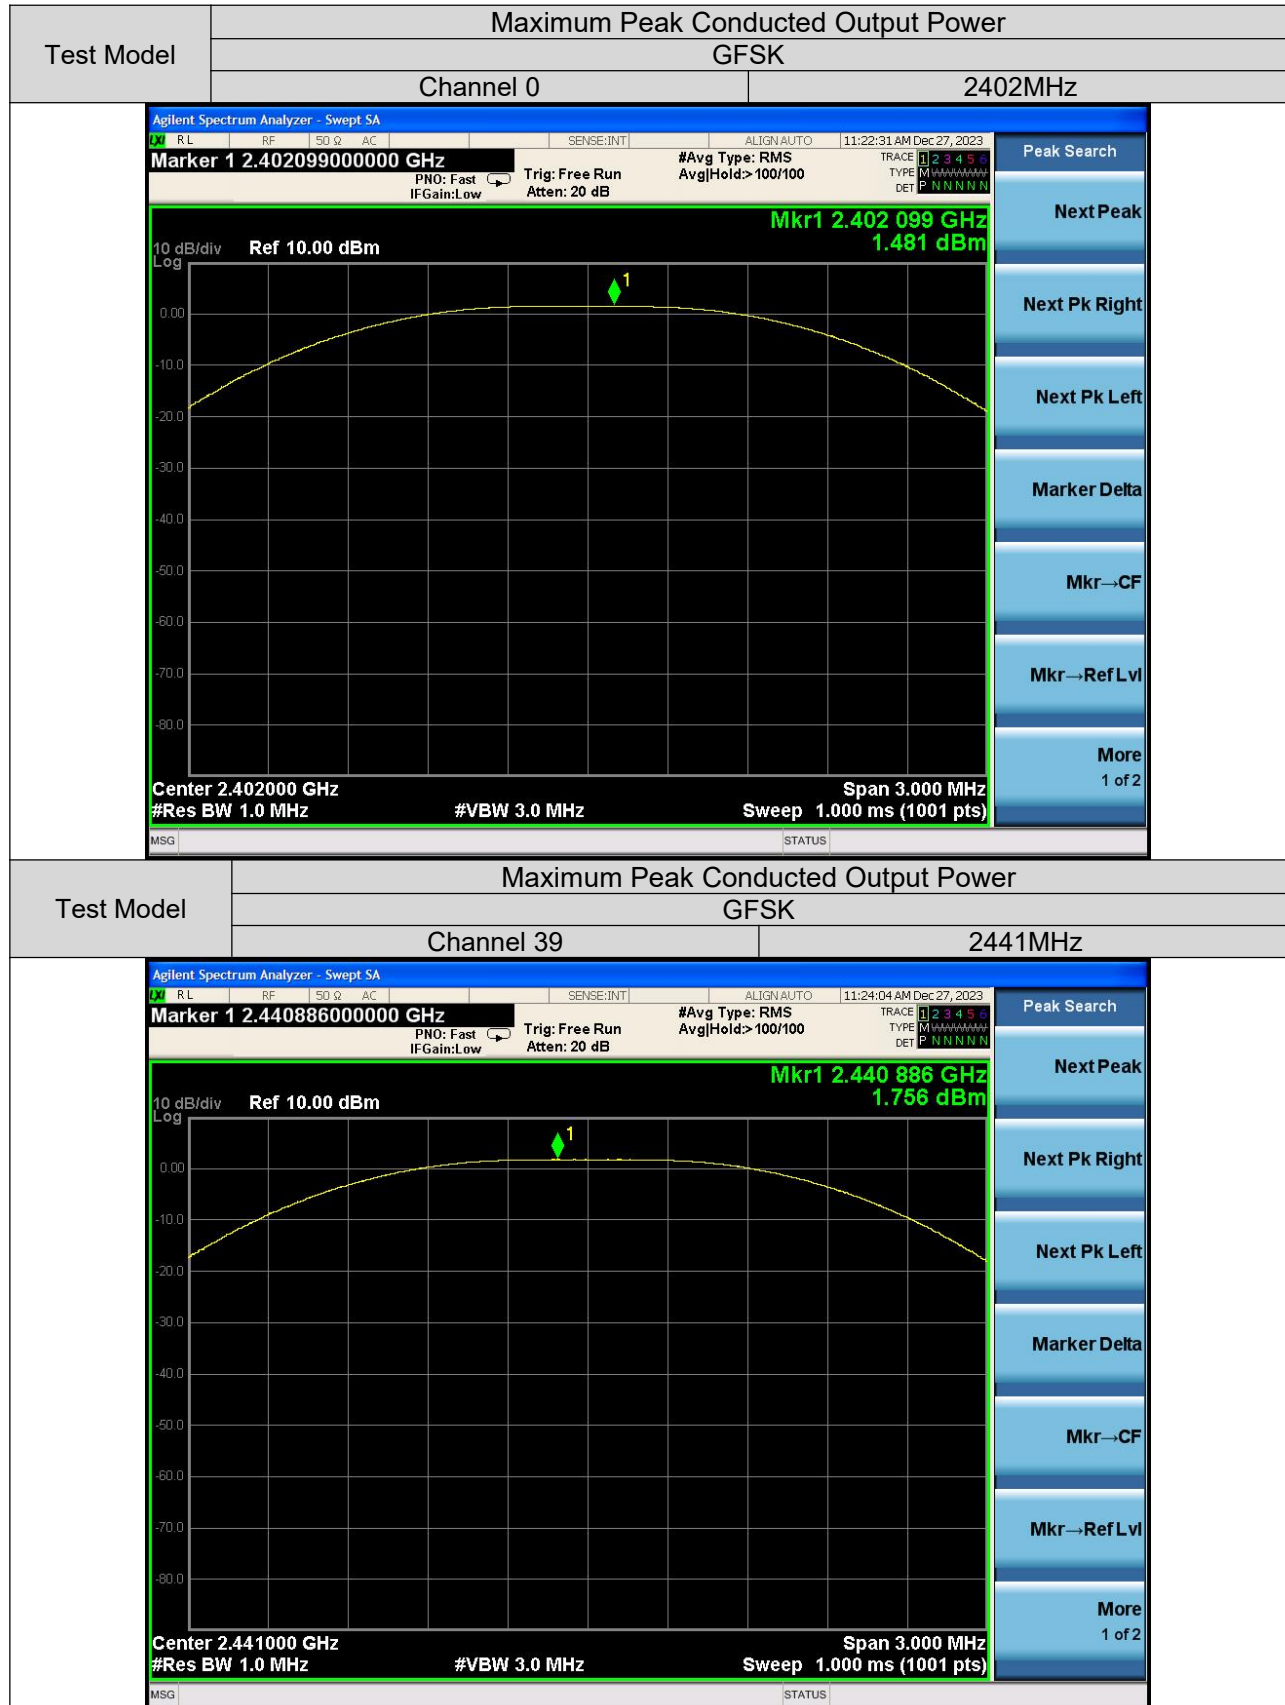 Test Model
Maximum Peak Conducted Output Power
GFSK
Channel 0 2402MHz
Agilent Spectrum Analyzer - Swept SA
LXI RL RF 50 Ω AC SENSE:INT ALIGN AUTO 11:22:31 AM Dec 27, 2023
Marker 1 2.402099000000 GHz #Avg Type: RMS TRACE 1 2 3 4 5 6
PNO: Fast Trig: Free Run Avg|Hold:>100/100 TYPE M
IFGain:Low Atten: 20 dB DET P N N N N N
Peak Search
Mkr1 2.402 099 GHz
1.481 dBm
10 dB/div Ref 10.00 dBm
Log
1
0.00
-10.0
-20.0
-30.0
-40.0
-50.0
-60.0
-70.0
-80.0
Center 2.402000 GHz Span 3.000 MHz
#Res BW 1.0 MHz #VBW 3.0 MHz Sweep 1.000 ms (1001 pts)
MSG STATUS
Next Peak
Next Pk Right
Next Pk Left
Marker Delta
Mkr→CF
Mkr→Ref Lvl
More
1 of 2
Test Model
Maximum Peak Conducted Output Power
GFSK
Channel 39 2441MHz
Agilent Spectrum Analyzer - Swept SA
LXI RL RF 50 Ω AC SENSE:INT ALIGN AUTO 11:24:04 AM Dec 27, 2023
Marker 1 2.440886000000 GHz #Avg Type: RMS TRACE 1 2 3 4 5 6
PNO: Fast Trig: Free Run Avg|Hold:>100/100 TYPE M
IFGain:Low Atten: 20 dB DET P N N N N N
Peak Search
Mkr1 2.440 886 GHz
1.756 dBm
10 dB/div Ref 10.00 dBm
Log
1
0.00
-10.0
-20.0
-30.0
-40.0
-50.0
-60.0
-70.0
-80.0
Center 2.441000 GHz Span 3.000 MHz
#Res BW 1.0 MHz #VBW 3.0 MHz Sweep 1.000 ms (1001 pts)
MSG STATUS
Next Peak
Next Pk Right
Next Pk Left
Marker Delta
Mkr→CF
Mkr→Ref Lvl
More
1 of 2